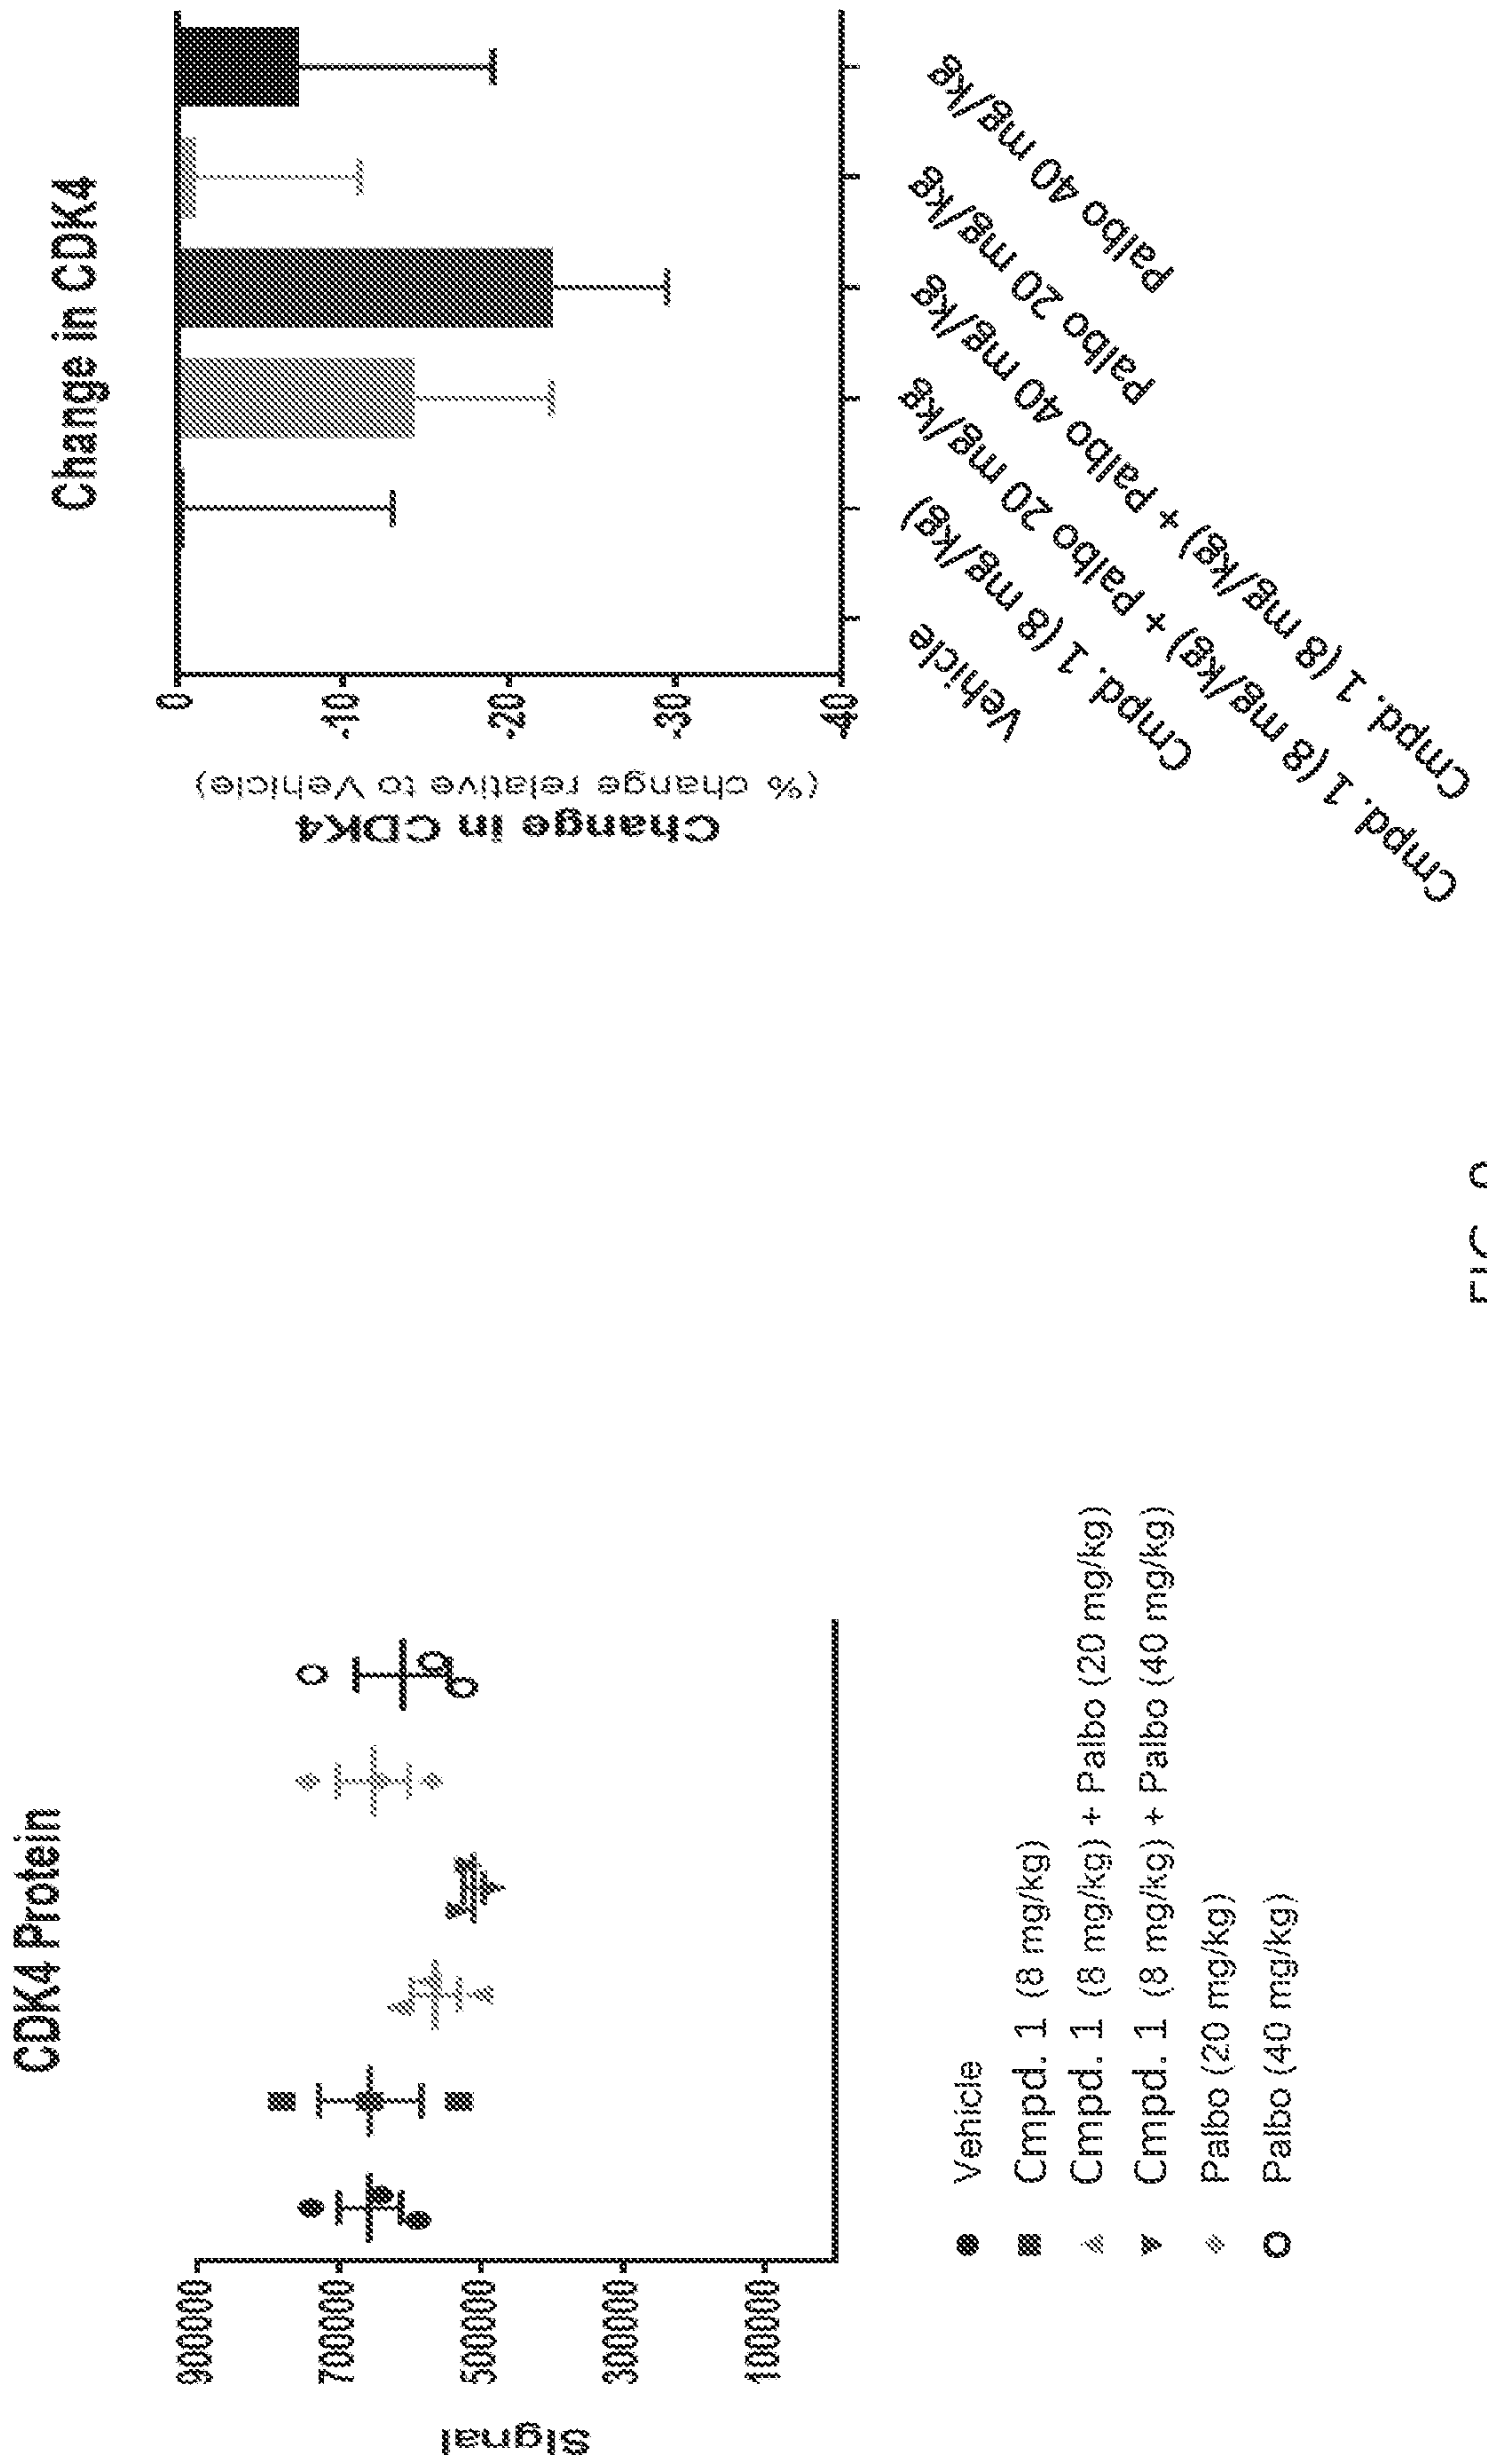 CDK4 Protein
Signal
900000
700000
500000
300000
100000
Vehicle
Cmpd. 1 (8 mg/kg)
Cmpd. 1 (8 mg/kg) + Palbo (20 mg/kg)
Cmpd. 1 (8 mg/kg) + Palbo (40 mg/kg)
Palbo (20 mg/kg)
Palbo (40 mg/kg)
Change in CDK4
Change in CDK4
(% change relative to Vehicle)
0
-10
-20
-30
-40
Vehicle
Cmpd. 1 (8 mg/kg)
Cmpd. 1 (8 mg/kg) + Palbo 20 mg/kg
Cmpd. 1 (8 mg/kg) + Palbo 40 mg/kg
Palbo 20 mg/kg
Palbo 40 mg/kg